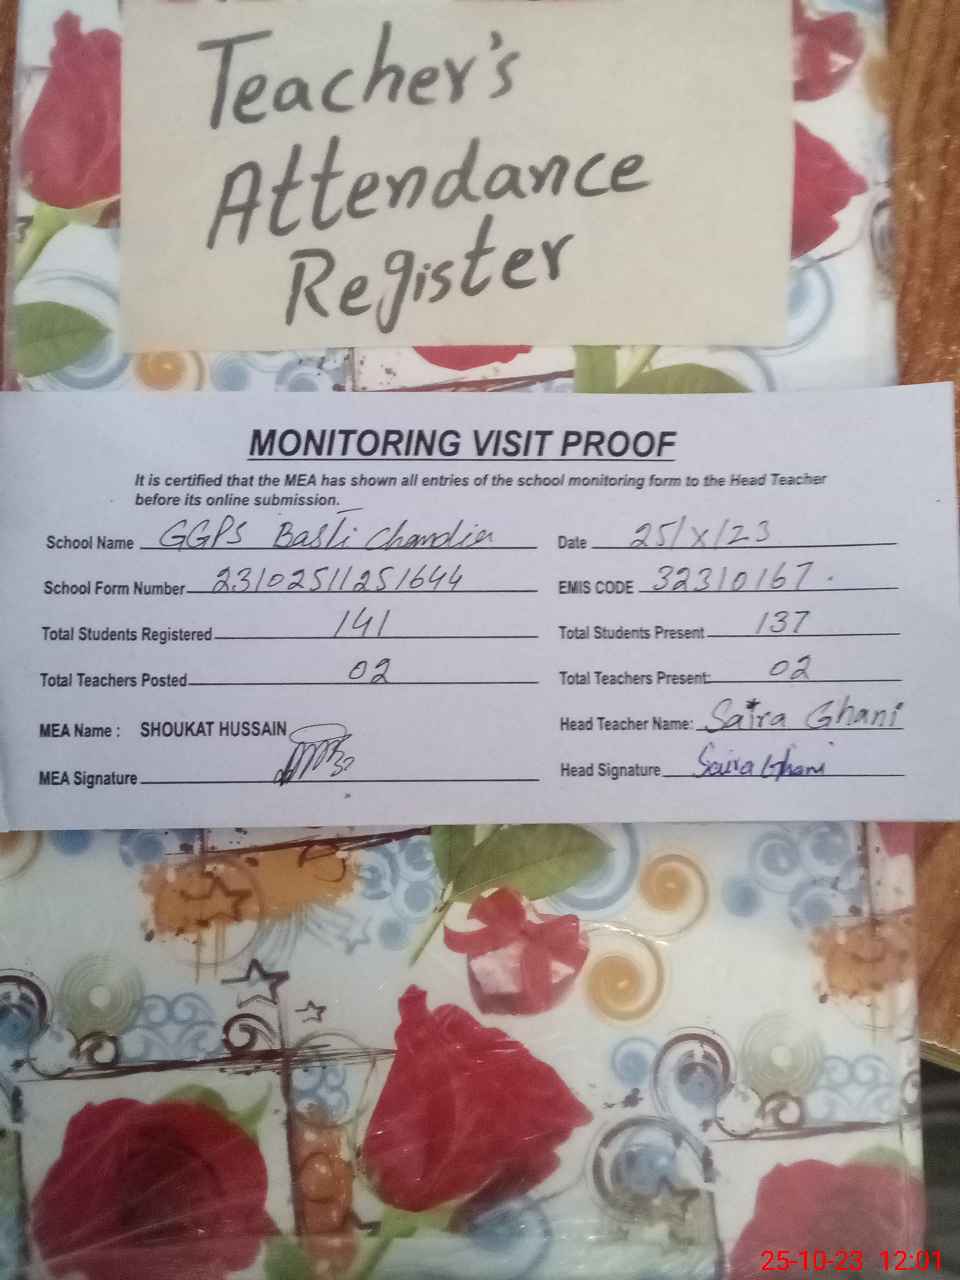 Teacher's
Attendance
Register
MONITORING VISIT PROOF
It is certified that the MEA has shown all entries of the school monitoring form to the Head Teacher
before its online submission.
School Name GGPS Basti Chandia Date 25/X/23
School Form Number 23102511251644 EMIS CODE 32310167.
Total Students Registered 141 Total Students Present 137
Total Teachers Posted 02 Total Teachers Present: 02
MEA Name : SHOUKAT HUSSAIN Head Teacher Name: Saira Ghani
MEA Signature Head Signature Saira Ghani
25-10-23 12:01